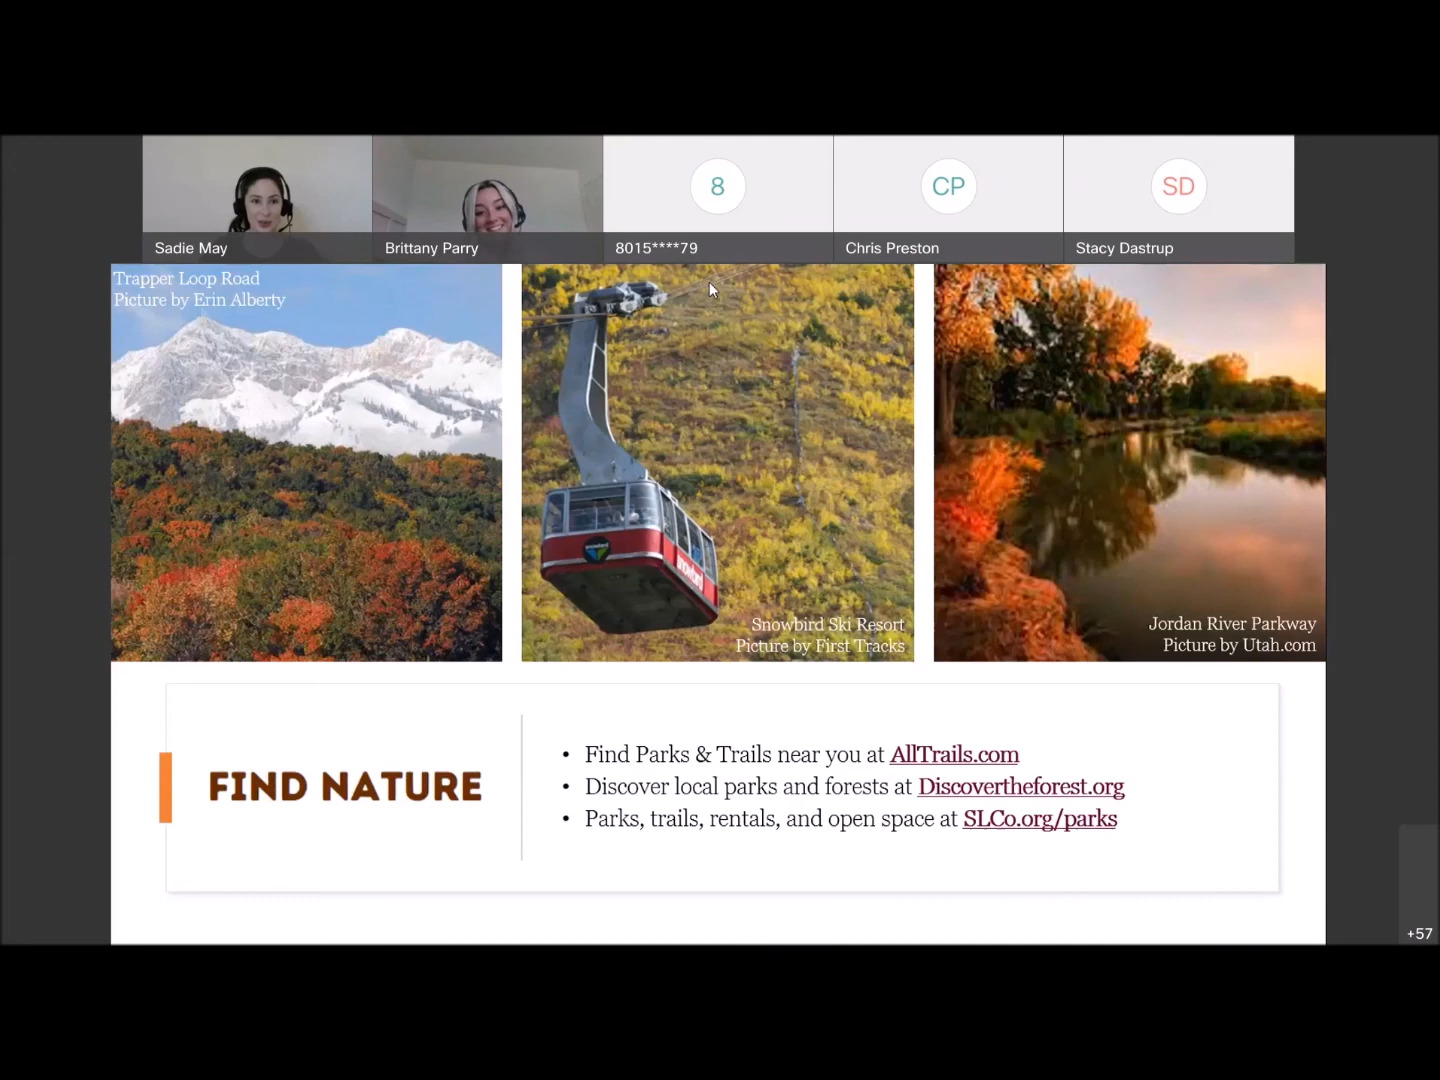 8
CP
SD
Sadie May
Brittany Parry
8015****79
Chris Preston
Stacy Dastrup
Trapper Loop Road
Picture by Erin Alberty
snowbird
Snowbird Ski Resort
Picture by First Tracks
Jordan River Parkway
Picture by Utah.com
FIND NATURE
• Find Parks & Trails near you at AllTrails.com
• Discover local parks and forests at Discovertheforest.org
• Parks, trails, rentals, and open space at SLCo.org/parks
+57